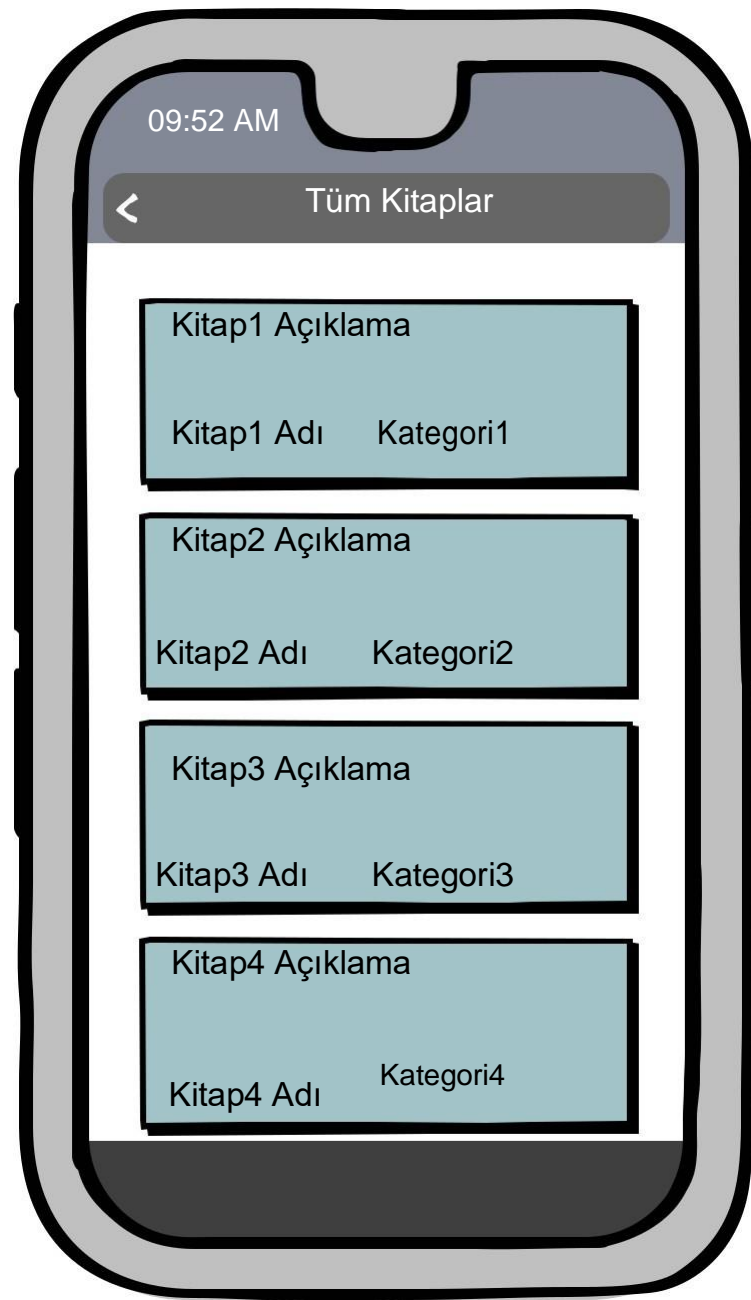 09:52 AM
Tüm Kitaplar
Kitap1 Açıklama
Kitap1 Adı Kategori1
Kitap2 Açıklama
Kitap2 Adı Kategori2
Kitap3 Açıklama
Kitap3 Adı Kategori3
Kitap4 Açıklama
Kitap4 Adı Kategori4